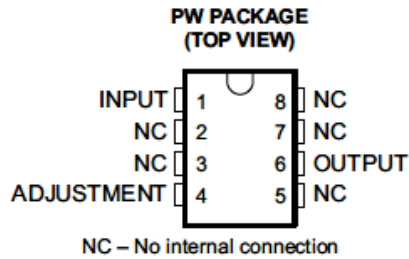 PW PACKAGE
(TOP VIEW)
INPUT 1 8 NC
NC 2 7 NC
NC 3 6 OUTPUT
ADJUSTMENT 4 5 NC
NC – No internal connection